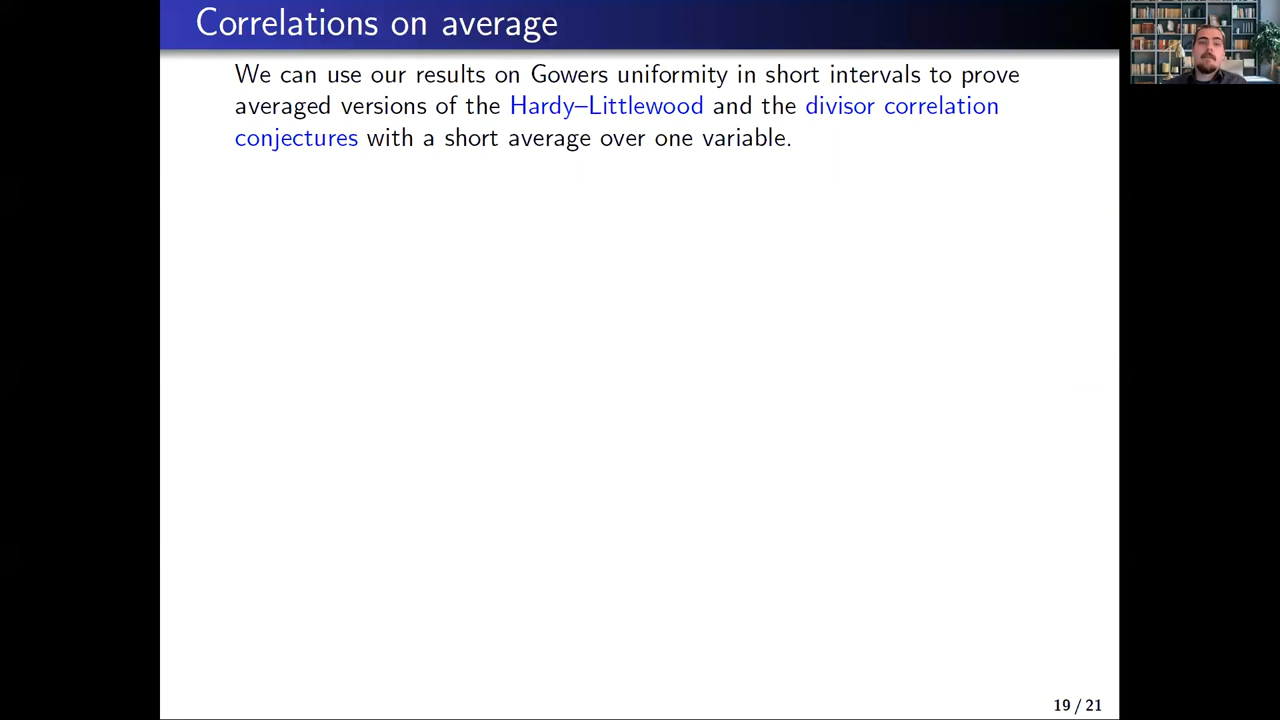 Correlations on average
We can use our results on Gowers uniformity in short intervals to prove
averaged versions of the Hardy–Littlewood and the divisor correlation
conjectures with a short average over one variable.
19 / 21